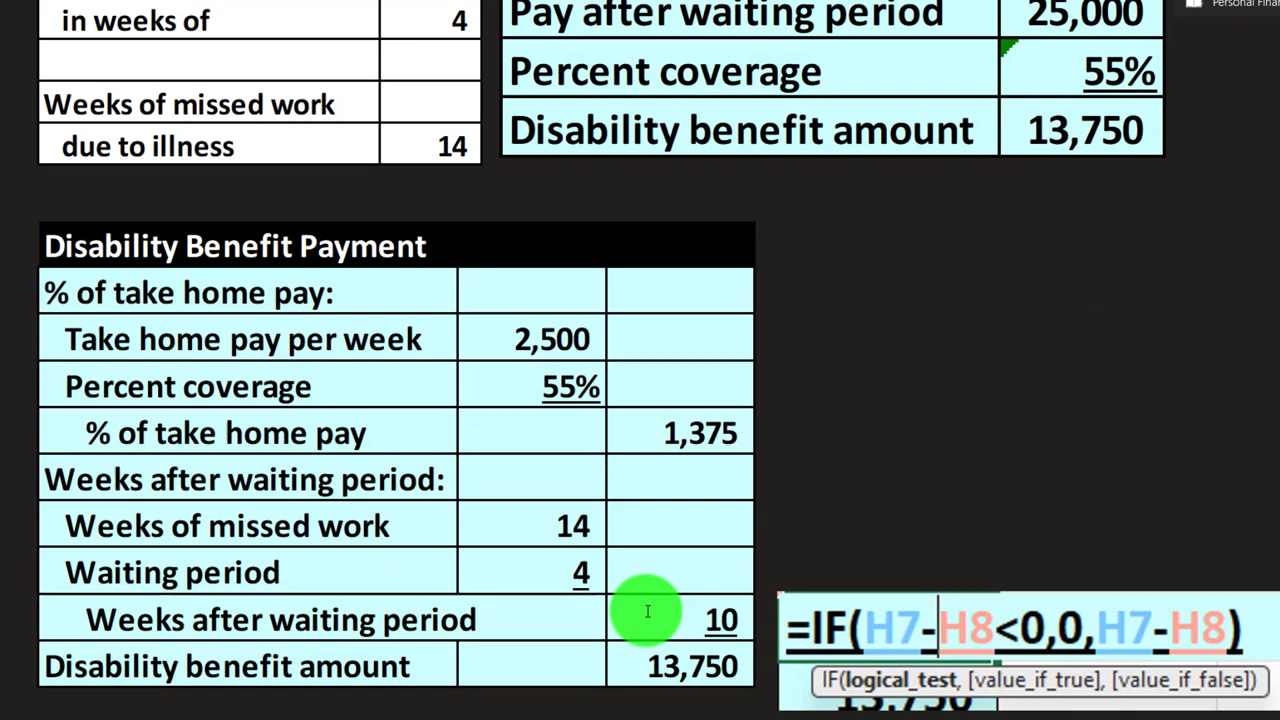 Personal Finan
in weeks of 4
Weeks of missed work
due to illness 14
Pay after waiting period 25,000
Percent coverage 55%
Disability benefit amount 13,750
Disability Benefit Payment
% of take home pay:
Take home pay per week 2,500
Percent coverage 55%
% of take home pay 1,375
Weeks after waiting period:
Weeks of missed work 14
Waiting period 4
Weeks after waiting period 10
Disability benefit amount 13,750
=IF(H7-H8<0,0,H7-H8)
IF(logical_test, [value_if_true], [value_if_false])
13,750